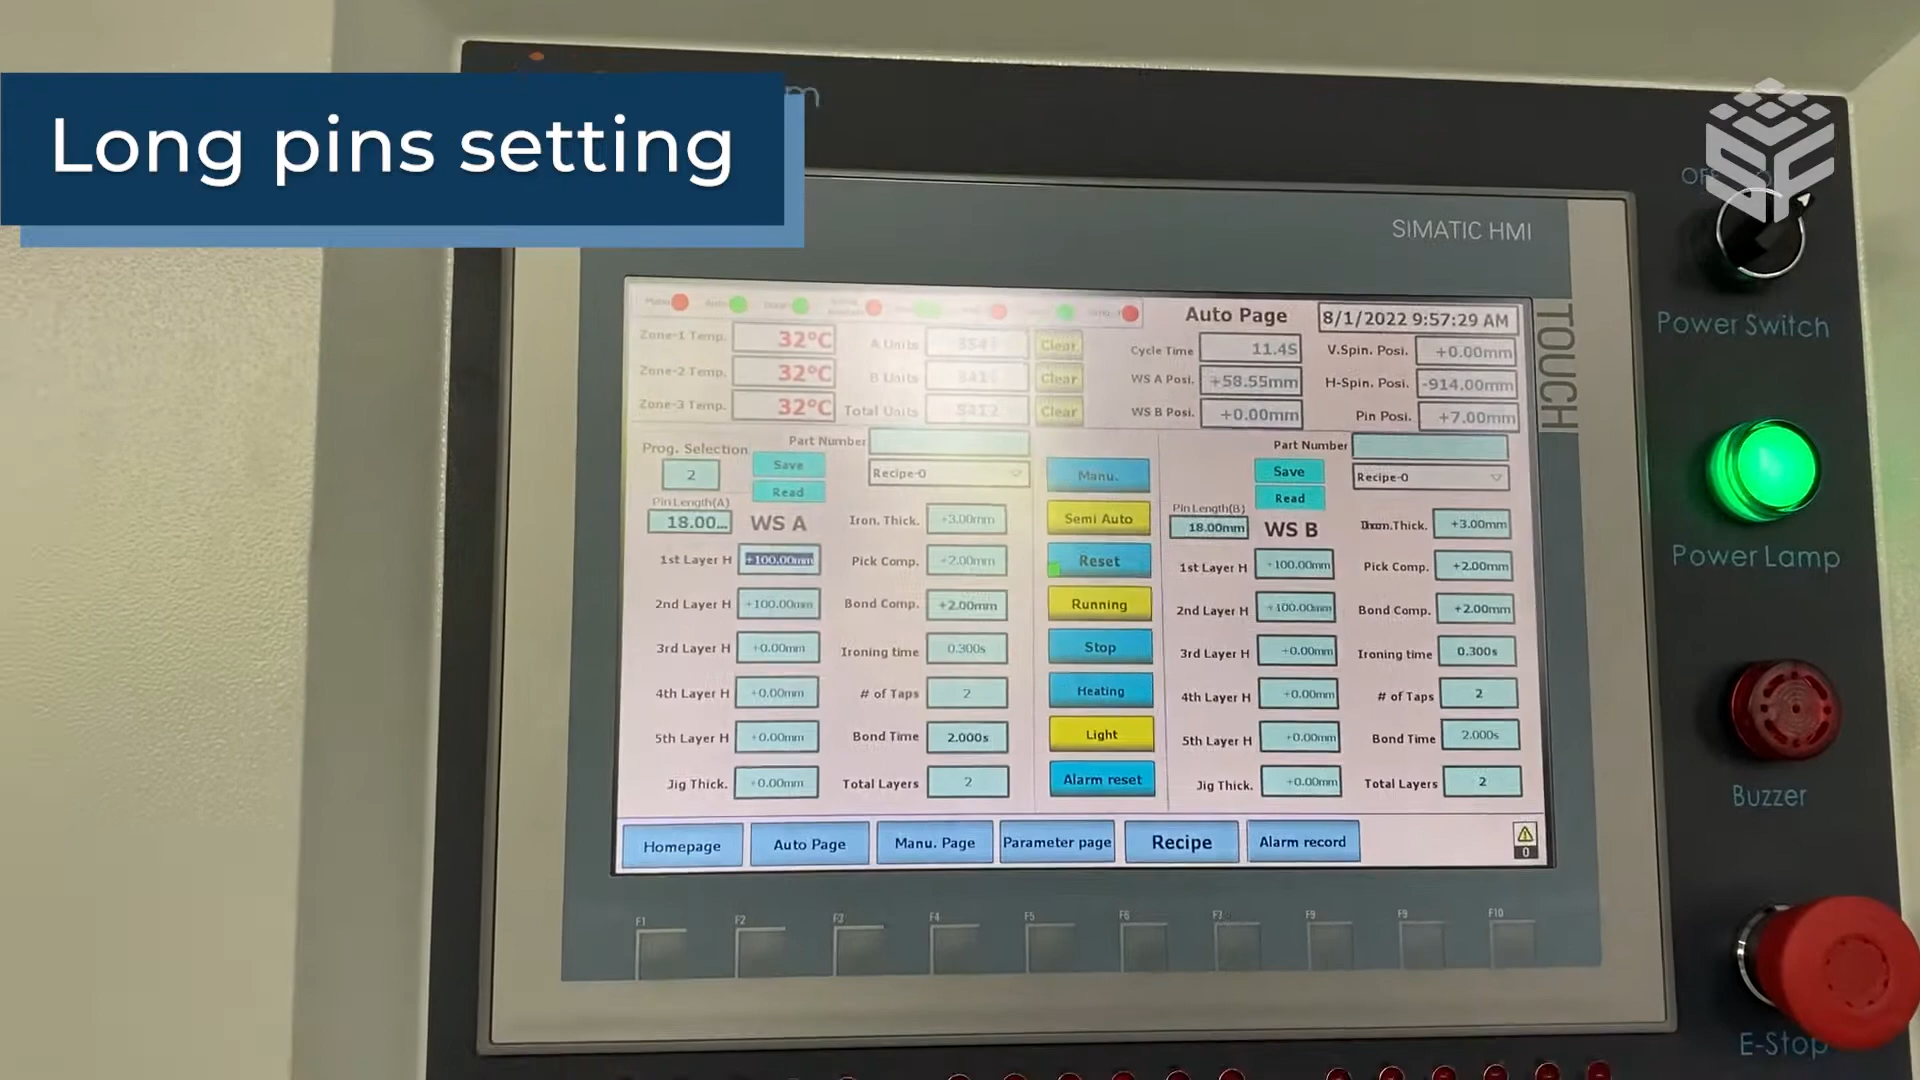 Long pins setting
m
SIMATIC HMI
TOUCH
Auto Page
8/1/2022 9:57:29 AM
Zone-1 Temp. 32°C A Units Clear Cycle Time 11.4S V.Spin. Posi. +0.00mm
Zone-2 Temp. 32°C B Units Clear WS A Posi. +58.55mm H-Spin. Posi. -914.00mm
Zone-3 Temp. 32°C Total Units Clear WS B Posi. +0.00mm Pin Posi. +7.00mm
Prog. Selection
2
Save
Read
Part Number
Recipe-0
Pin Length(A)
18.00...
WS A
Iron. Thick. +3.00mm
1st Layer H +100.00mm Pick Comp. +2.00mm
2nd Layer H +100.00mm Bond Comp. +2.00mm
3rd Layer H +0.00mm Ironing time 0.300s
4th Layer H +0.00mm # of Taps 2
5th Layer H +0.00mm Bond Time 2.000s
Jig Thick. +0.00mm Total Layers 2
Manu.
Semi Auto
Reset
Running
Stop
Heating
Light
Alarm reset
Part Number
Save
Read
Recipe-0
Pin Length(B)
18.00mm
WS B
Thick. +3.00mm
1st Layer H +100.00mm Pick Comp. +2.00mm
2nd Layer H +100.00mm Bond Comp. +2.00mm
3rd Layer H +0.00mm Ironing time 0.300s
4th Layer H +0.00mm # of Taps 2
5th Layer H +0.00mm Bond Time 2.000s
Jig Thick. +0.00mm Total Layers 2
Homepage Auto Page Manu. Page Parameter page Recipe Alarm record 0
F1 F2 F3 F4 F5 F6 F9 F10
Power Switch
Power Lamp
Buzzer
E-Stop